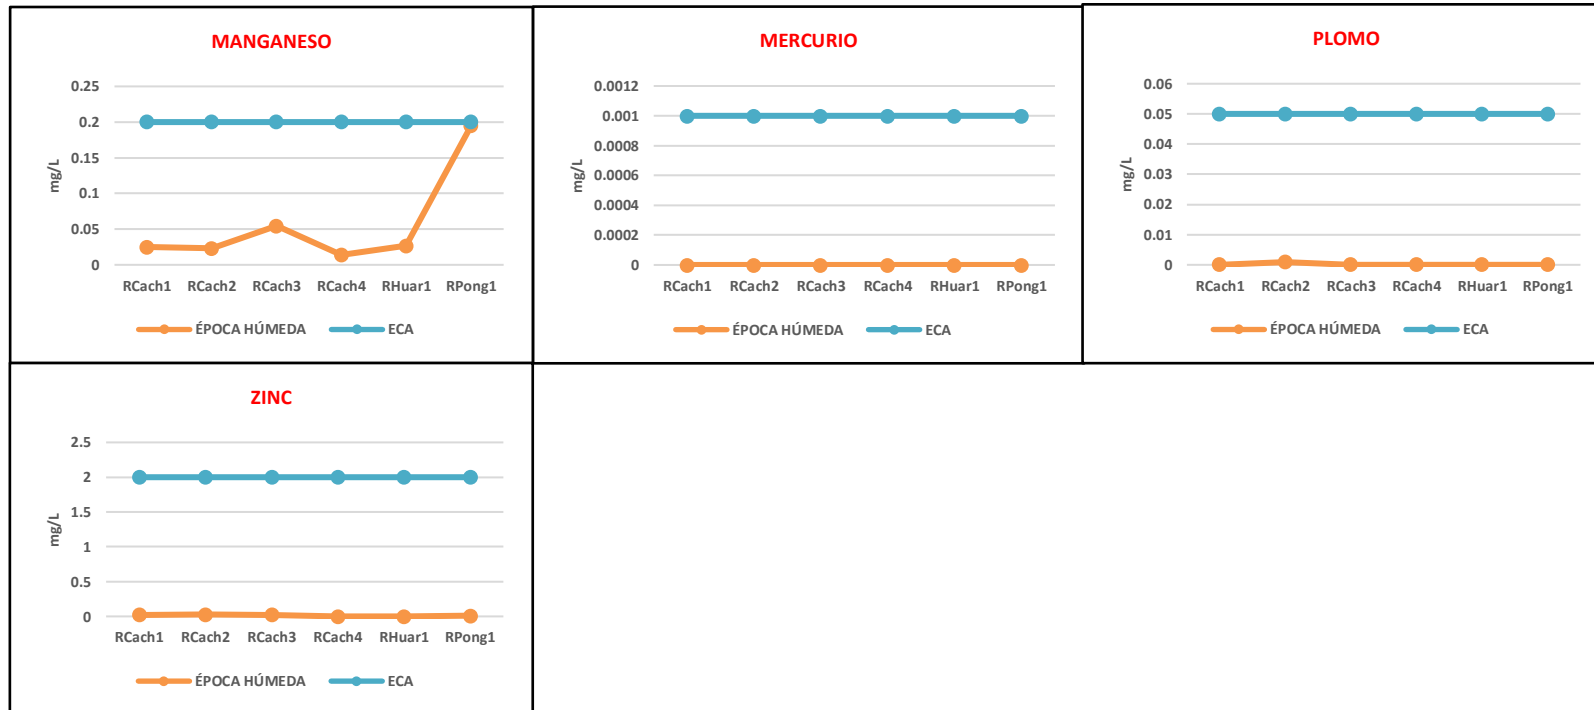 MANGANESO
0.25
0.2
0.15
0.1
0.05
0
mg/L
RCach1 RCach2 RCach3 RCach4 RHuar1 RPong1
ÉPOCA HÚMEDA ECA
MERCURIO
0.0012
0.001
0.0008
0.0006
0.0004
0.0002
0
mg/L
RCach1 RCach2 RCach3 RCach4 RHuar1 RPong1
ÉPOCA HÚMEDA ECA
PLOMO
0.06
0.05
0.04
0.03
0.02
0.01
0
mg/L
RCach1 RCach2 RCach3 RCach4 RHuar1 RPong1
ÉPOCA HÚMEDA ECA
ZINC
2.5
2
1.5
1
0.5
0
mg/L
RCach1 RCach2 RCach3 RCach4 RHuar1 RPong1
ÉPOCA HÚMEDA ECA